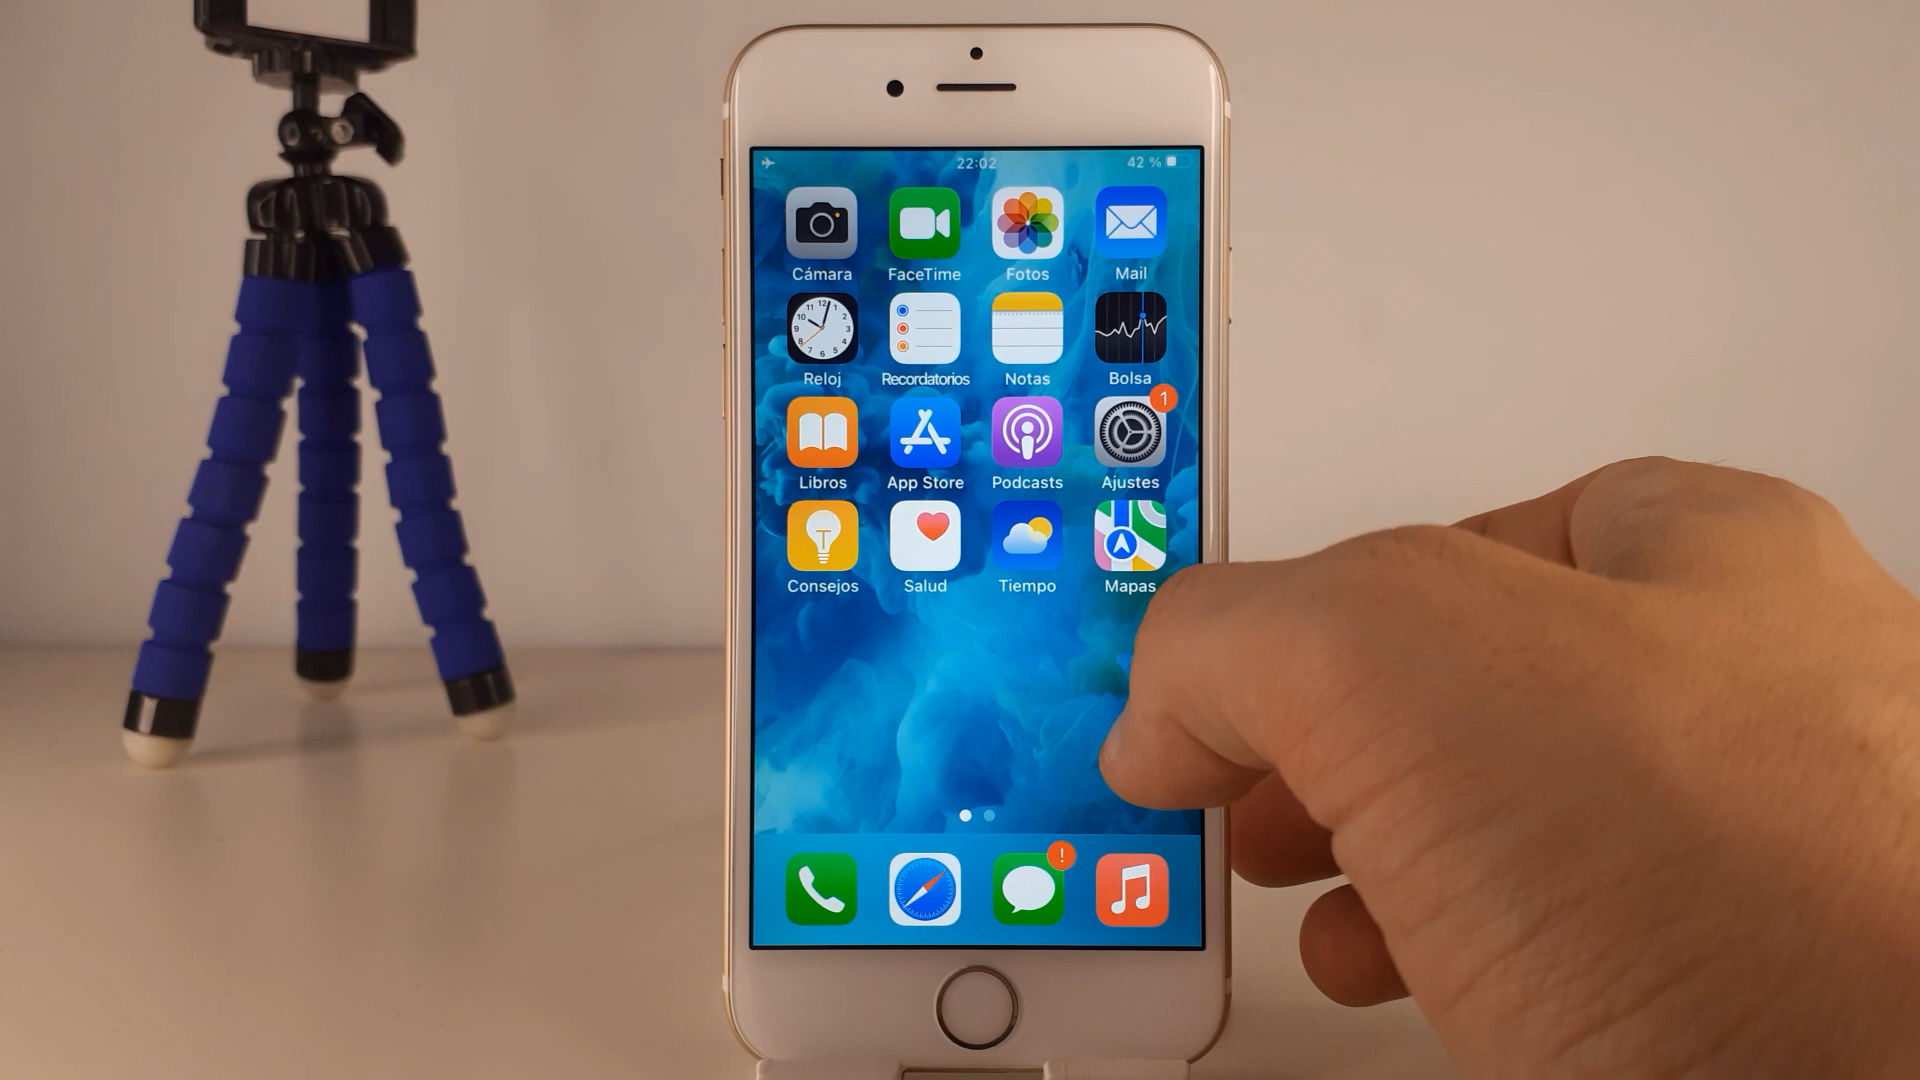 22:02 42 %
Cámara FaceTime Fotos Mail
Reloj Recordatorios Notas Bolsa
1
Libros App Store Podcasts Ajustes
Consejos Salud Tiempo Mapas
!